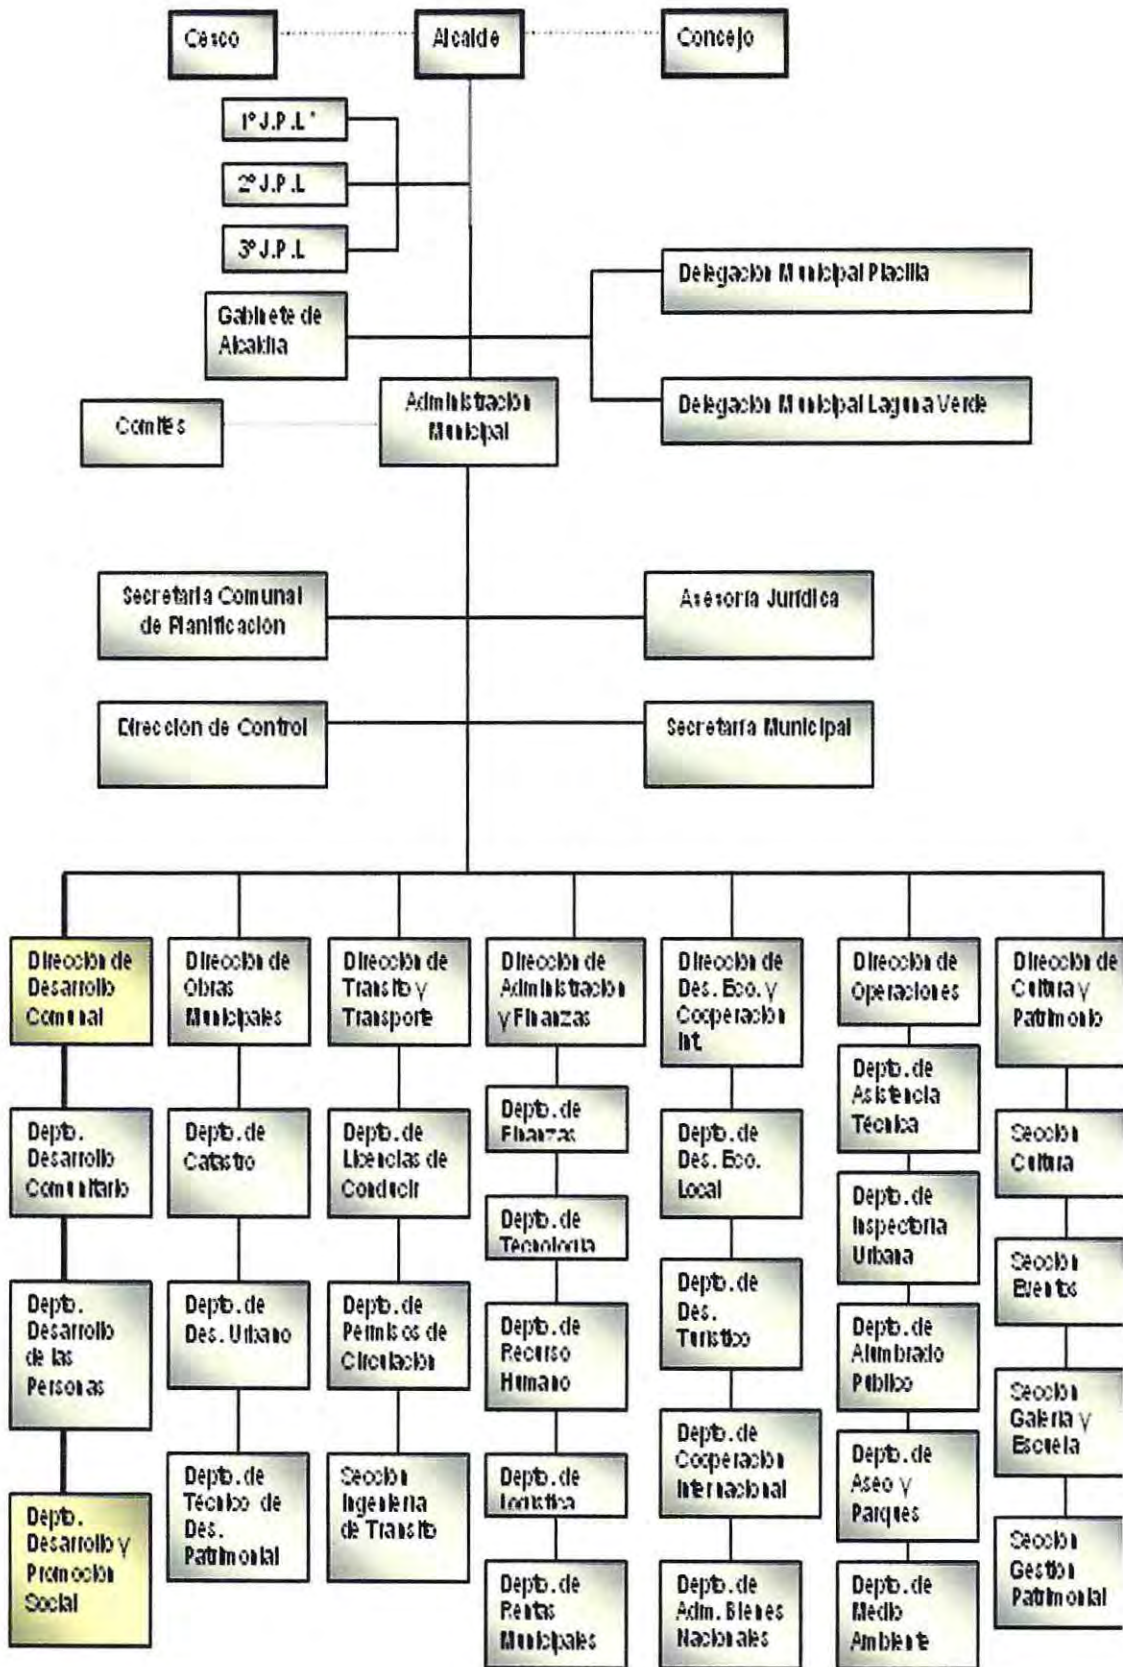 Cesco
Alcalde
Concejo
1º J.P.L*
2º J.P.L
3º J.P.L
Gabinete de
Alcaldía
Delegación Municipal Placilla
Delegación Municipal Laguna Verde
Comités
Administración
Municipal
Secretaría Comunal
de Planificación
Asesoría Jurídica
Dirección de Control
Secretaría Municipal
Dirección de
Desarrollo
Comunal
Dirección de
Obras
Municipales
Dirección de
Transito y
Transporte
Dirección de
Administración
y Finanzas
Dirección de
Des. Eco. y
Cooperación
Int.
Dirección de
Operaciones
Dirección de
Cultura y
Patrimonio
Depto.
Desarrollo
Comunitario
Depto.
Desarrollo
de las
Personas
Depto.
Desarrollo y
Promoción
Social
Depto. de
Catastro
Depto. de
Des. Urbano
Depto. de
Técnico de
Des.
Patrimonial
Depto. de
Licencias de
Conducir
Depto. de
Permisos de
Circulación
Sección
Ingeniería
de Transito
Depto. de
Finanzas
Depto. de
Tecnología
Depto. de
Recurso
Humano
Depto. de
Logística
Depto. de
Rentas
Municipales
Depto. de
Des. Eco.
Local
Depto. de
Des.
Turístico
Depto. de
Cooperación
Internacional
Depto. de
Adm. Bienes
Nacionales
Depto. de
Asistencia
Técnica
Depto. de
Inspectoría
Urbana
Depto. de
Alumbrado
Público
Depto. de
Aseo y
Parques
Depto. de
Medio
Ambiente
Sección
Cultura
Sección
Eventos
Sección
Galería y
Escuela
Sección
Gestión
Patrimonial